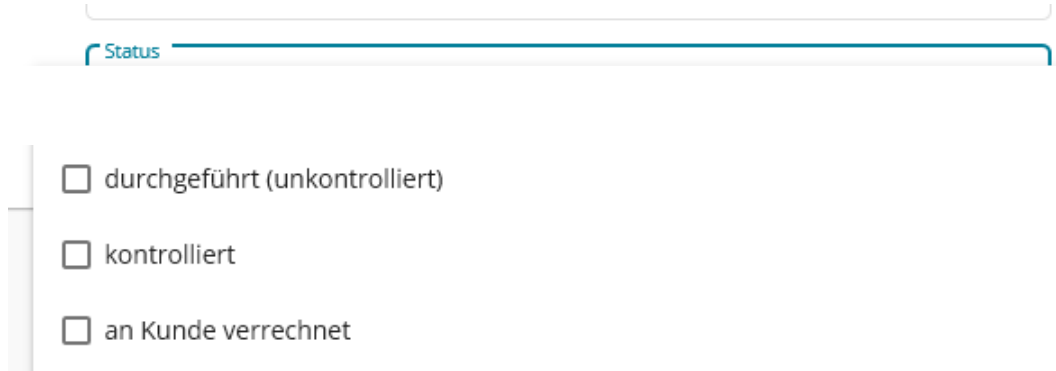 Status
durchgeführt (unkontrolliert)
kontrolliert
an Kunde verrechnet